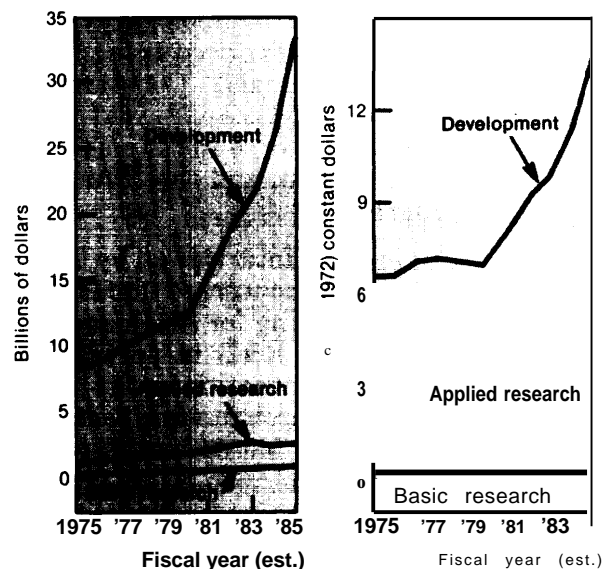 35
30
25
20
15
10
5
0
Billions of dollars
Development
research
1975 '77 '79 '81 '83 '85
Fiscal year (est.)
12
9
6
3
0
1972) constant dollars
c
Development
Applied research
Basic research
1975 '77 '79 '81 '83
Fiscal year (est.)